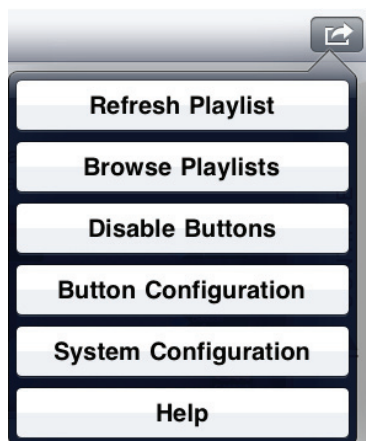 Refresh Playlist
Browse Playlists
Disable Buttons
Button Configuration
System Configuration
Help